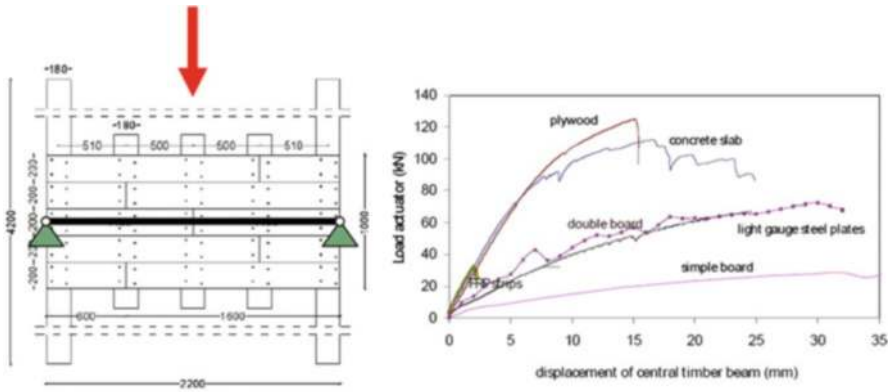 180
180
510 500 500 510
4200
1000
600 1600
2200
140
120
100
80
60
40
20
0
Load actuator (kN)
plywood
concrete slab
double board
light gauge steel plates
FRP strips
simple board
0 5 10 15 20 25 30 35
displacement of central timber beam (mm)